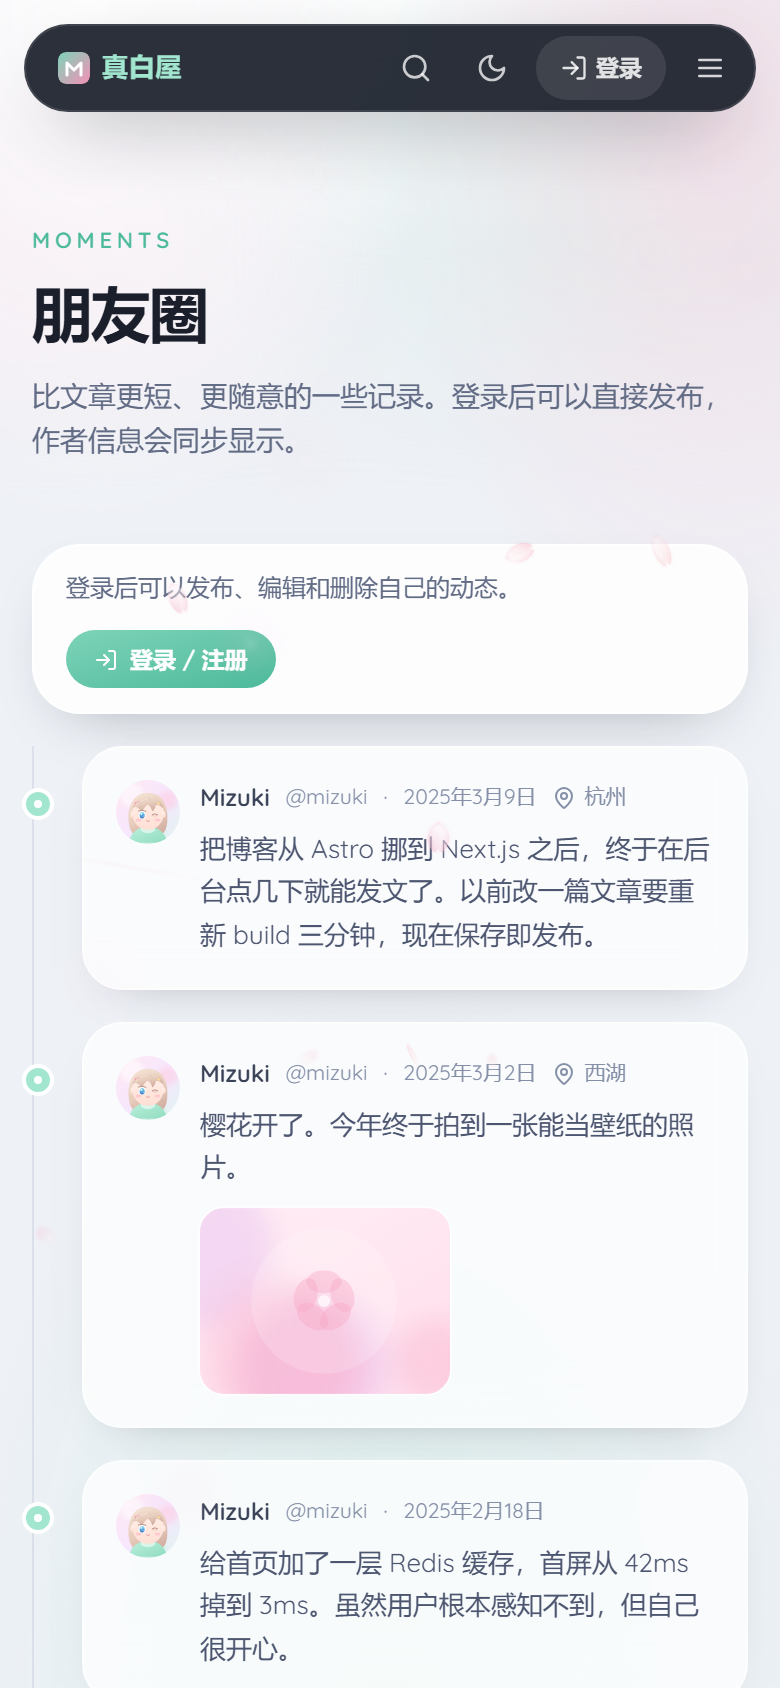 真白屋
登录
MOMENTS
朋友圈
比文章更短、更随意的一些记录。登录后可以直接发布，
作者信息会同步显示。
登录后可以发布、编辑和删除自己的动态。
登录 / 注册
Mizuki @mizuki · 2025年3月9日 杭州
把博客从 Astro 挪到 Next.js 之后，终于在后
台点几下就能发文了。以前改一篇文章要重
新 build 三分钟，现在保存即发布。
Mizuki @mizuki · 2025年3月2日 西湖
樱花开了。今年终于拍到一张能当壁纸的照
片。
Mizuki @mizuki · 2025年2月18日
给首页加了一层 Redis 缓存，首屏从 42ms
掉到 3ms。虽然用户根本感知不到，但自己
很开心。